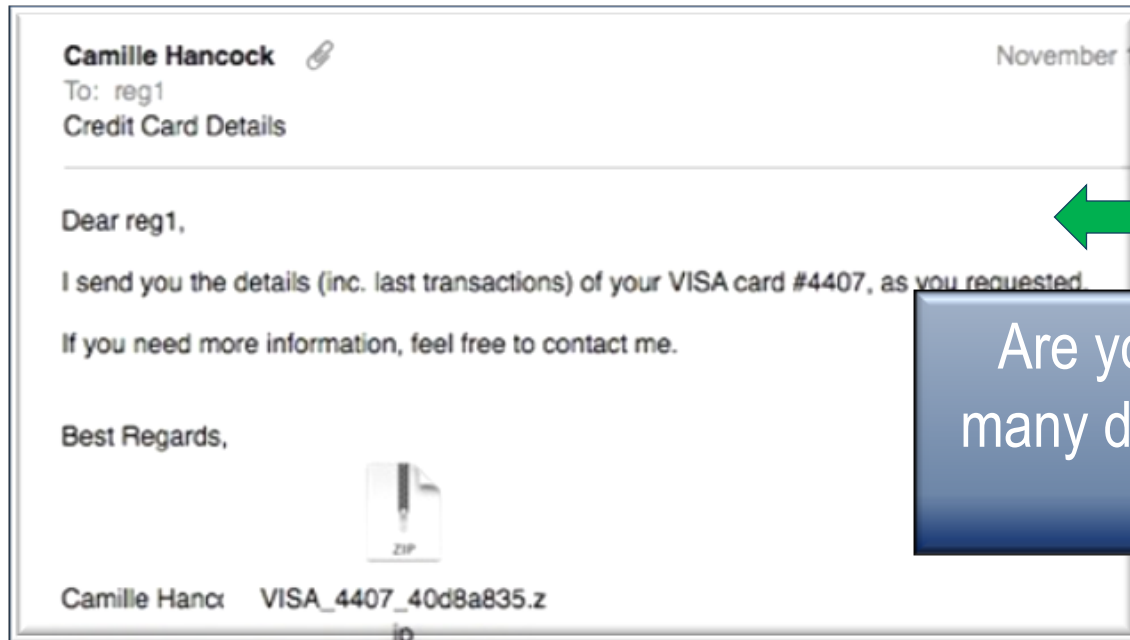 Camille Hancock
November
To: reg1
Credit Card Details
Dear reg1,
I send you the details (inc. last transactions) of your VISA card #4407, as you requested.
If you need more information, feel free to contact me.
Are
many
Best Regards,
ZIP
Camille VISA_4407_40d8a835.z
ip